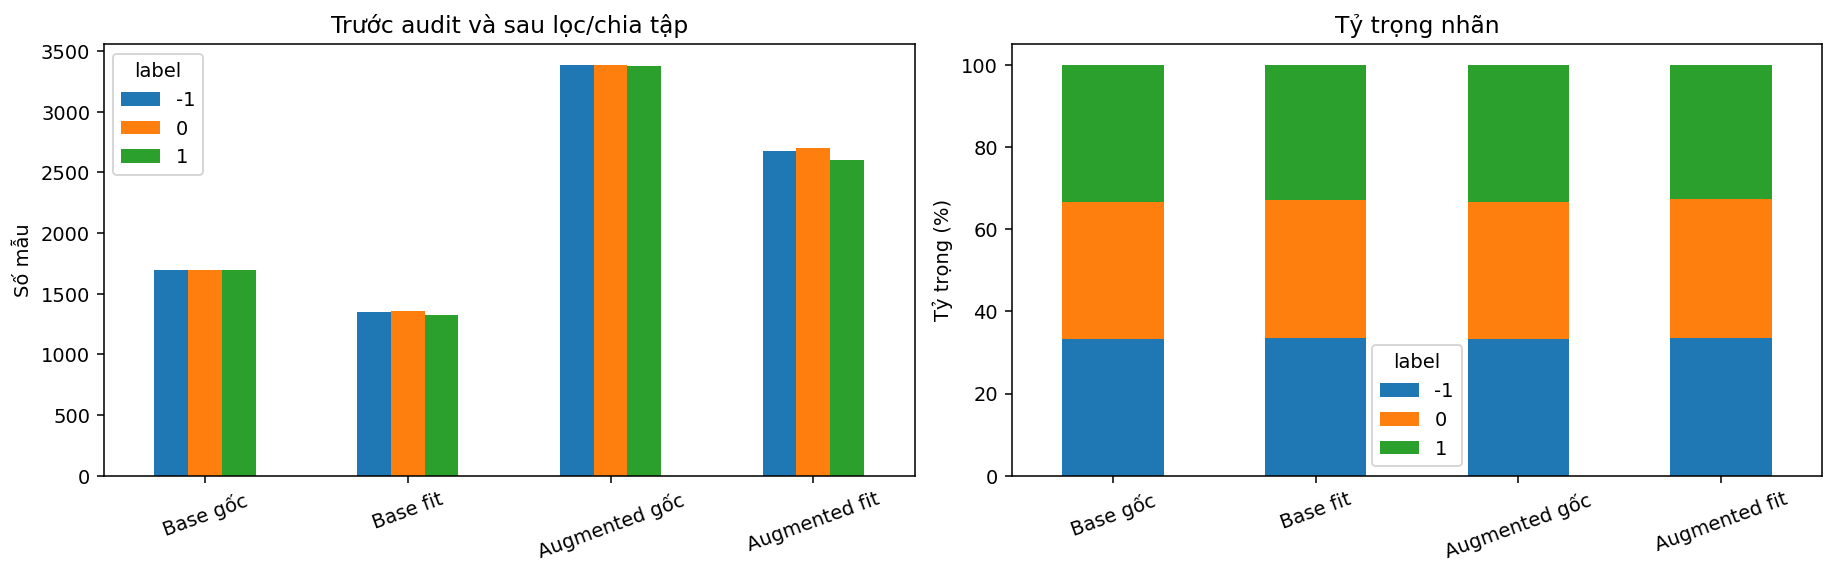 Trước audit và sau lọc/chia tập
Số mẫu
3500
3000
2500
2000
1500
1000
500
0
label
-1
0
1
Base gốc
Base fit
Augmented gốc
Augmented fit
Tỷ trọng nhãn
Tỷ trọng (%)
100
80
60
40
20
0
label
-1
0
1
Base gốc
Base fit
Augmented gốc
Augmented fit